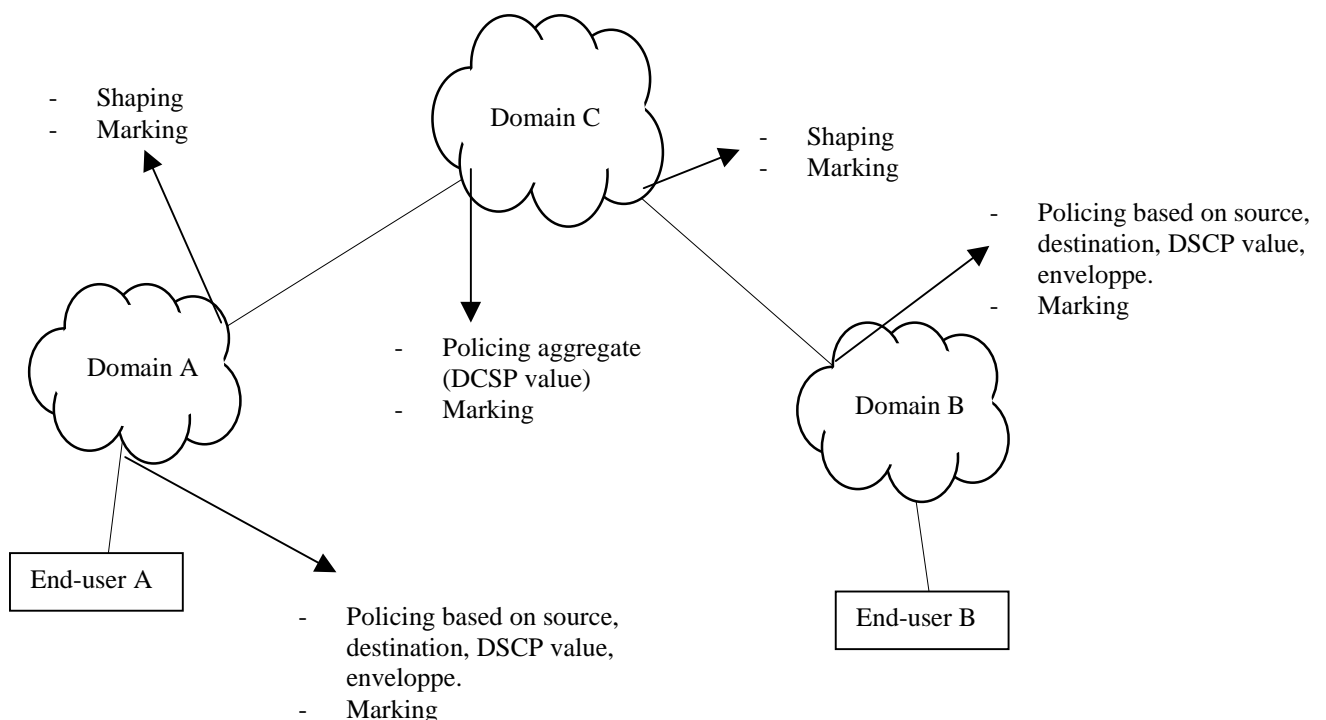 Domain C
- Shaping
- Marking
- Shaping
- Marking
- Policing based on source,
destination, DSCP value,
enveloppe.
- Marking
Domain A
- Policing aggregate
(DCSP value)
- Marking
Domain B
End-user A
End-user B
- Policing based on source,
destination, DSCP value,
enveloppe.
- Marking